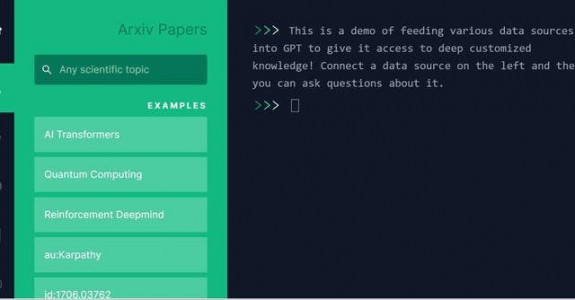 Arxiv Papers
Any scientific topic
EXAMPLES
AI Transformers
Quantum Computing
Reinforcement Deepmind
au:Karpathy
id:1706.03762
>>> This is a demo of feeding various data sources
into GPT to give it access to deep customized
knowledge! Connect a data source on the left and the
you can ask questions about it.
>>>